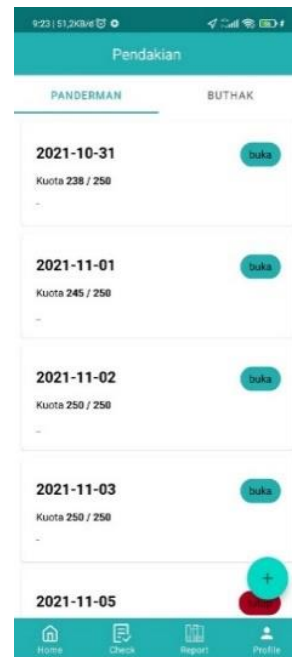 9:23 | 51,2KB/d
Pendakian
PANDERMAN
BUTHAK
2021-10-31
buka
Kuota 238 / 250
-
2021-11-01
buka
Kuota 245 / 250
-
2021-11-02
buka
Kuota 250 / 250
-
2021-11-03
buka
Kuota 250 / 250
-
2021-11-05
+
Home
Check
Report
Profile